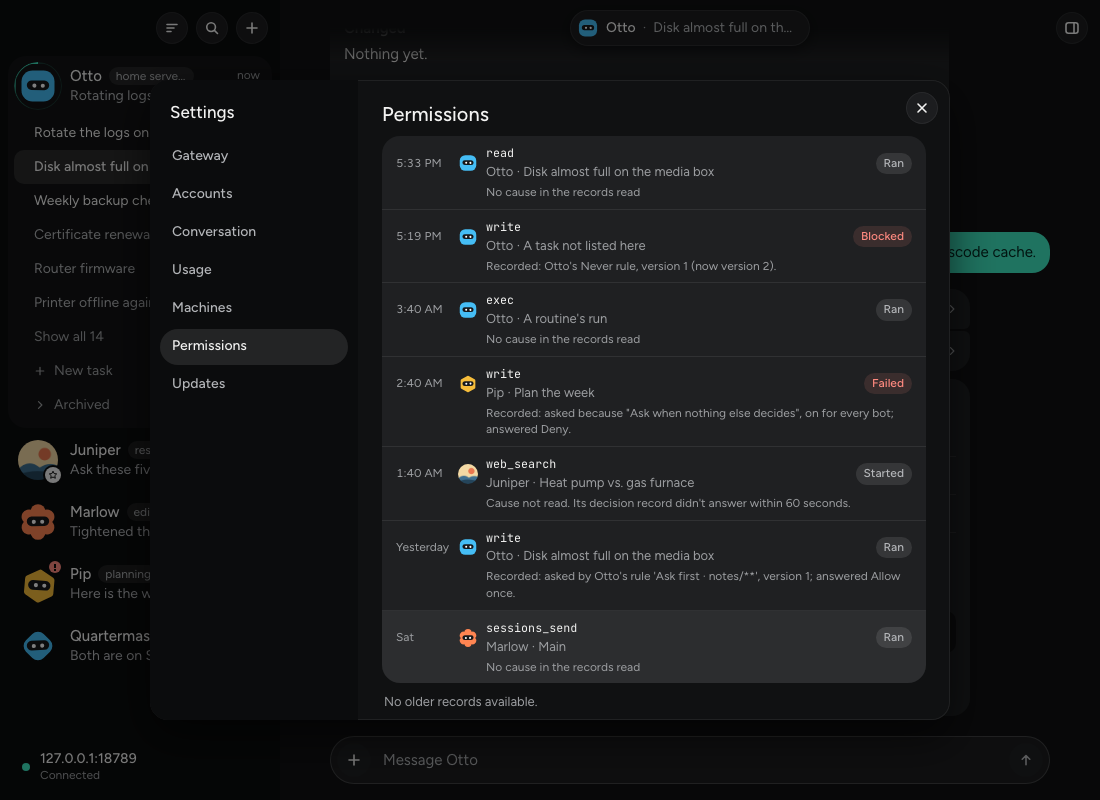 Otto · Disk almost full on th…
Nothing yet.
Otto home serve… now
Rotating logs
Rotate the logs on
Disk almost full on
Weekly backup che
Certificate renewa
Router firmware
Printer offline agai
Show all 14
New task
Archived
Juniper res
Ask these fiv
Marlow edi
Tightened th
Pip planning
Here is the w
Quartermas
Both are on S
127.0.0.1:18789
Connected
Settings
Gateway
Accounts
Conversation
Usage
Machines
Permissions
Updates
Permissions
read
5:33 PM Ran
Otto · Disk almost full on the media box
No cause in the records read
write
5:19 PM Blocked
Otto · A task not listed here
Recorded: Otto's Never rule, version 1 (now version 2).
exec
3:40 AM Ran
Otto · A routine's run
No cause in the records read
write
2:40 AM Failed
Pip · Plan the week
Recorded: asked because "Ask when nothing else decides", on for every bot;
answered Deny.
web_search
1:40 AM Started
Juniper · Heat pump vs. gas furnace
Cause not read. Its decision record didn't answer within 60 seconds.
write
Yesterday Ran
Otto · Disk almost full on the media box
Recorded: asked by Otto's rule 'Ask first · notes/**', version 1; answered Allow
once.
sessions_send
Sat Ran
Marlow · Main
No cause in the records read
No older records available.
scode cache.
Message Otto